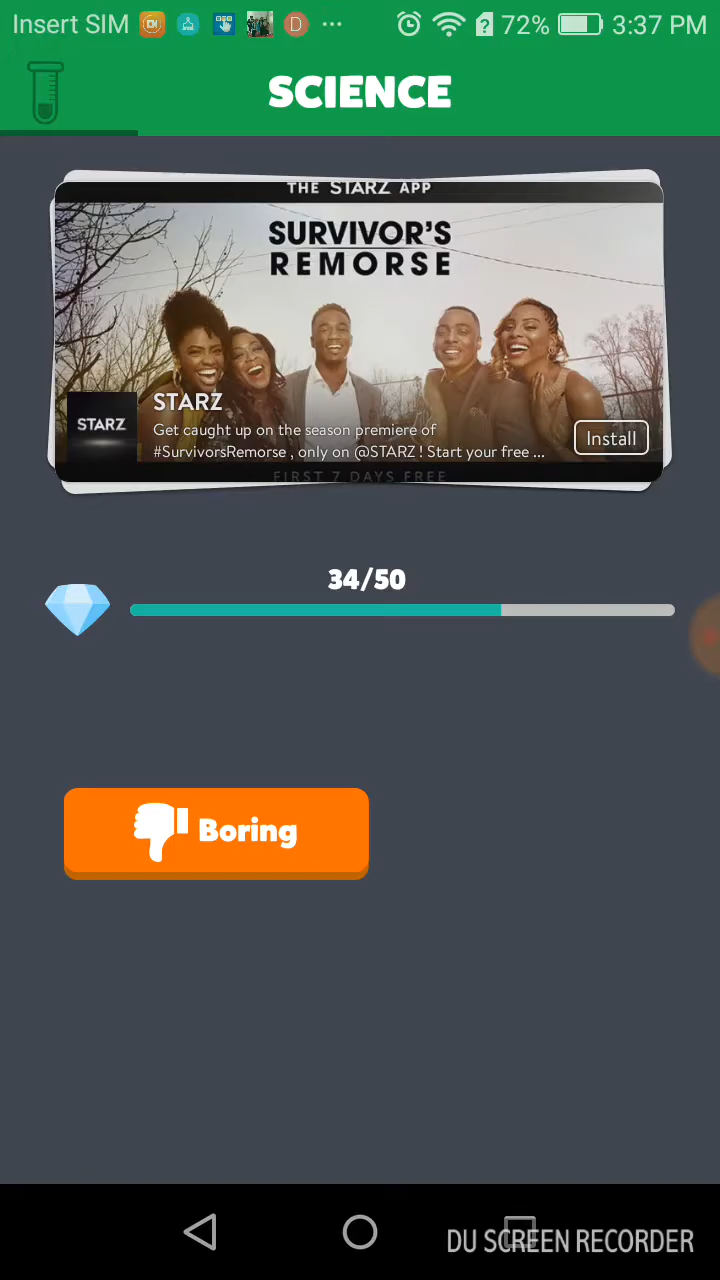 Insert SIM D ... ? 72% 3:37 PM
SCIENCE
THE STARZ APP
SURVIVOR'S
REMORSE
STARZ
STARZ
Get caught up on the season premiere of
#SurvivorsRemorse , only on @STARZ ! Start your free ...
Install
FIRST 7 DAYS FREE
34/50
Boring
DU SCREEN RECORDER